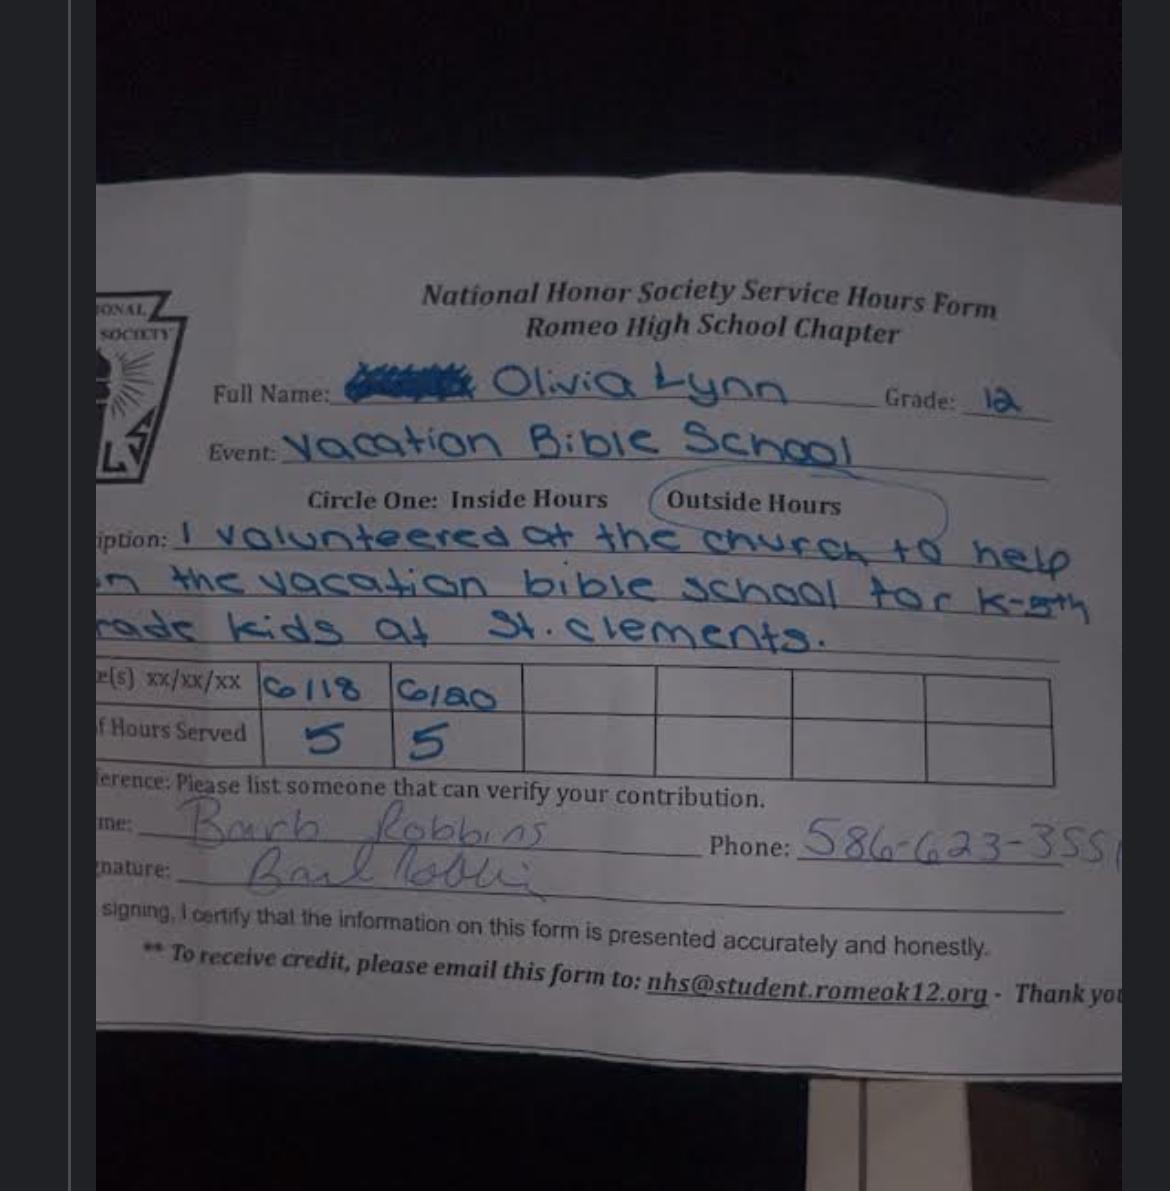 National Honor Society Service Hours Form
Romeo High School Chapter
ONAL
SOCIETY
Full Name: Olivia Lynn Grade: 12
Event: Vacation Bible School
Circle One: Inside Hours Outside Hours
iption: I volunteered at the church to help
in the vacation bible school for K-5th
rade kids at St. clements.
e(s) xx/xx/xx 6/18 6/20
f Hours Served 5 5
erence: Please list someone that can verify your contribution.
me: Barb Robbins Phone: 586-623-3551
nature: Barb Robbi
signing, I certify that the information on this form is presented accurately and honestly.
** To receive credit, please email this form to: nhs@student.romeok12.org - Thank you